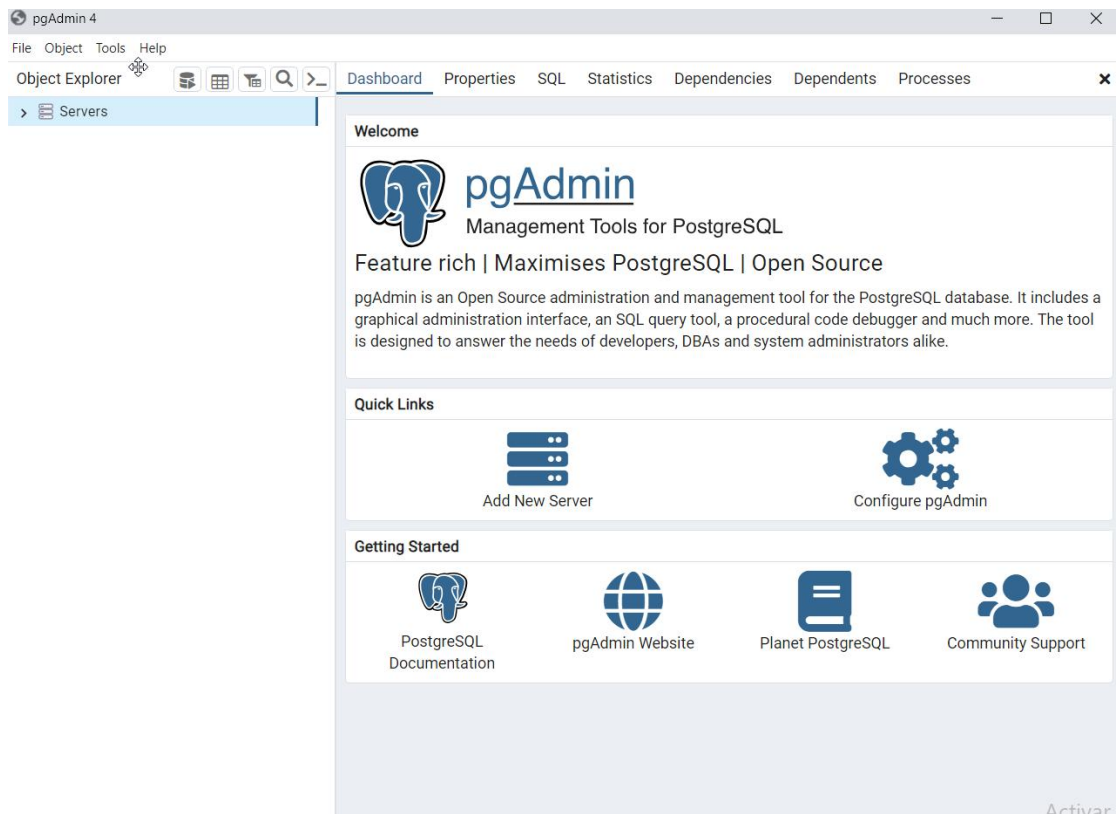 pgAdmin 4
File Object Tools Help
Object Explorer
Dashboard Properties SQL Statistics Dependencies Dependents Processes
Servers
Welcome
pgAdmin
Management Tools for PostgreSQL
Feature rich | Maximises PostgreSQL | Open Source
pgAdmin is an Open Source administration and management tool for the PostgreSQL database. It includes a
graphical administration interface, an SQL query tool, a procedural code debugger and much more. The tool
is designed to answer the needs of developers, DBAs and system administrators alike.
Quick Links
Add New Server
Configure pgAdmin
Getting Started
PostgreSQL
Documentation
pgAdmin Website
Planet PostgreSQL
Community Support
Activar